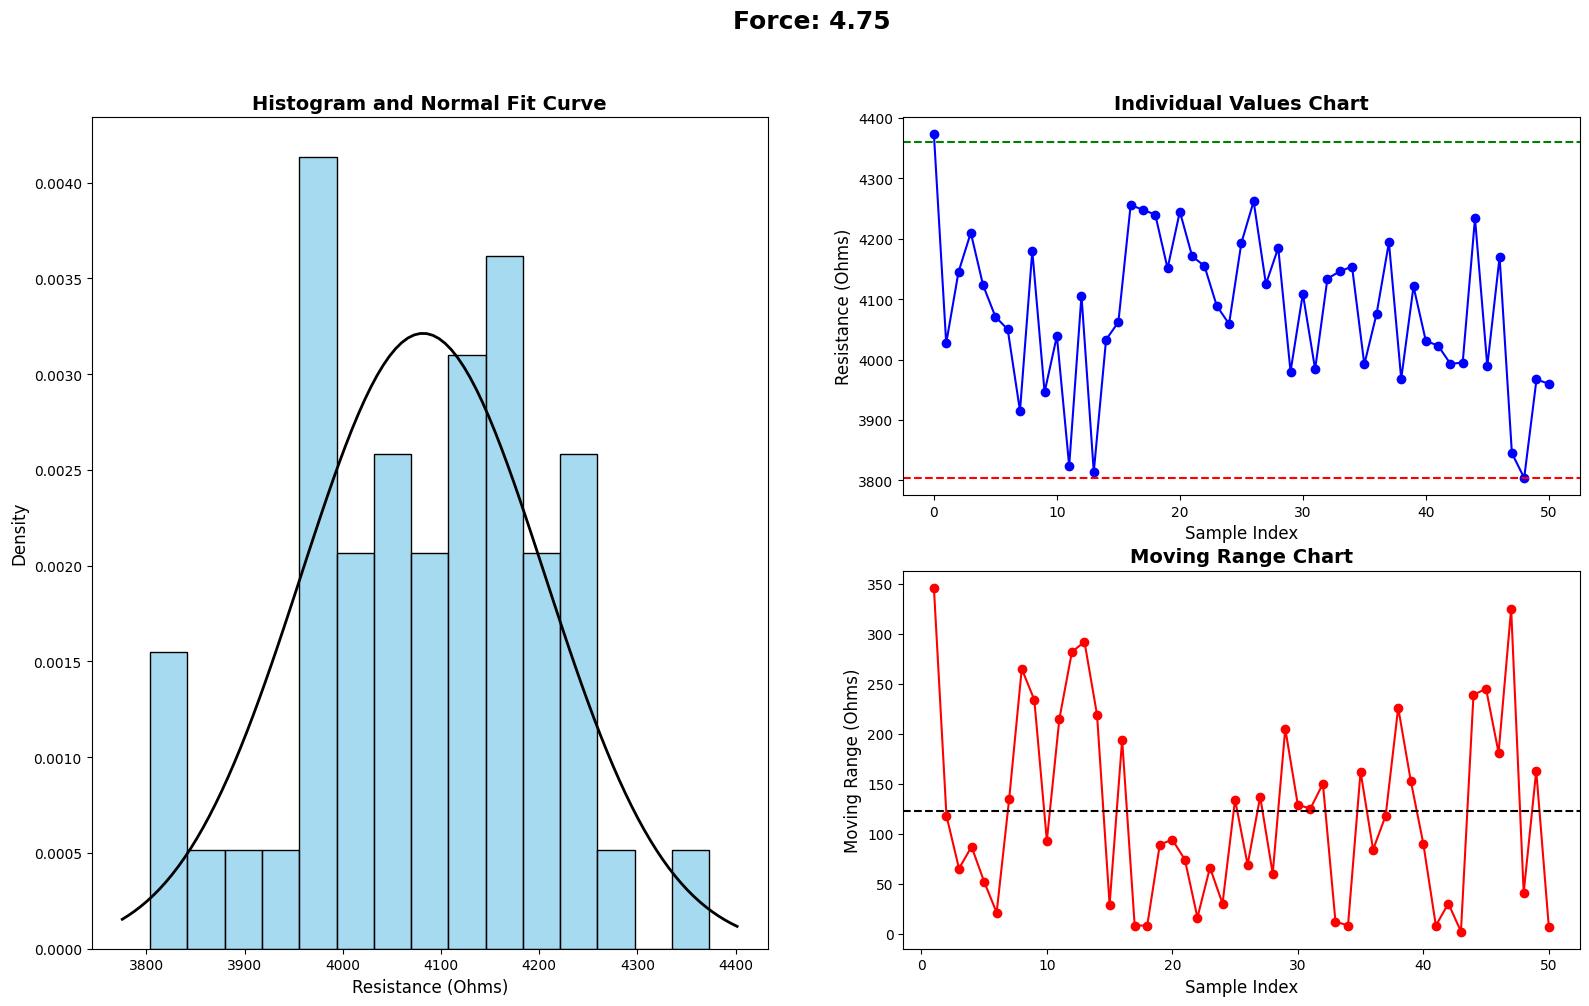 Force: 4.75
Histogram and Normal Fit Curve
Density
0.0040
0.0035
0.0030
0.0025
0.0020
0.0015
0.0010
0.0005
0.0000
3800 3900 4000 4100 4200 4300 4400
Resistance (Ohms)
Individual Values Chart
Resistance (Ohms)
4400
4300
4200
4100
4000
3900
3800
0 10 20 30 40 50
Sample Index
Moving Range Chart
Moving Range (Ohms)
350
300
250
200
150
100
50
0
0 10 20 30 40 50
Sample Index